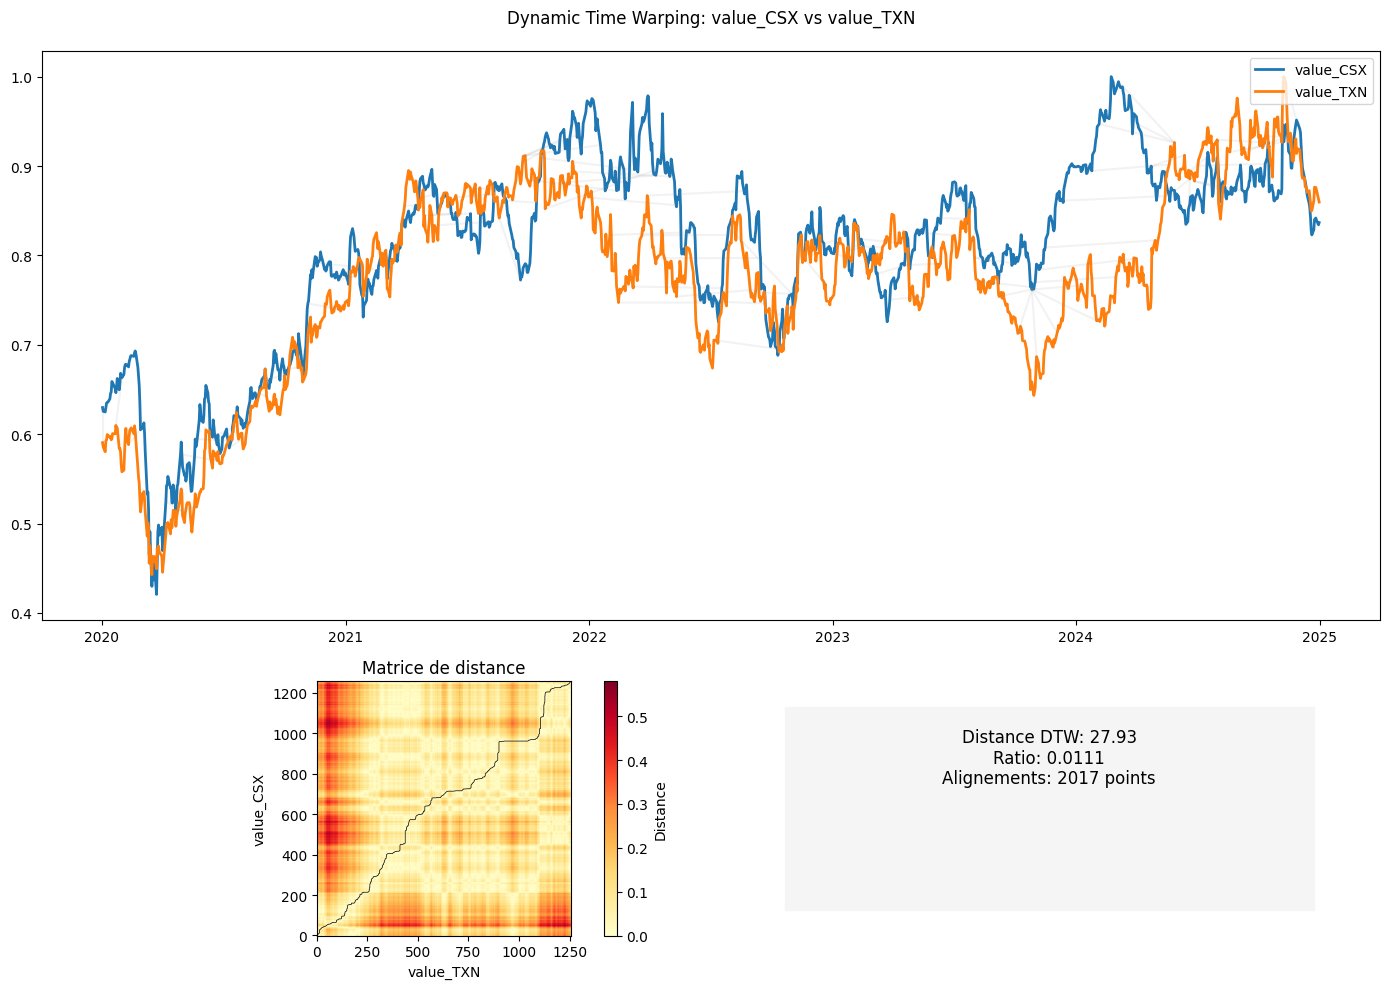 Dynamic Time Warping: value_CSX vs value_TXN
value_CSX
value_TXN
1.0
0.9
0.8
0.7
0.6
0.5
0.4
2020 2021 2022 2023 2024 2025
Matrice de distance
value_CSX
1200
1000
800
600
400
200
0
0 250 500 750 1000 1250
value_TXN
0.5
0.4
0.3
0.2
0.1
0.0
Distance
Distance DTW: 27.93
Ratio: 0.0111
Alignements: 2017 points